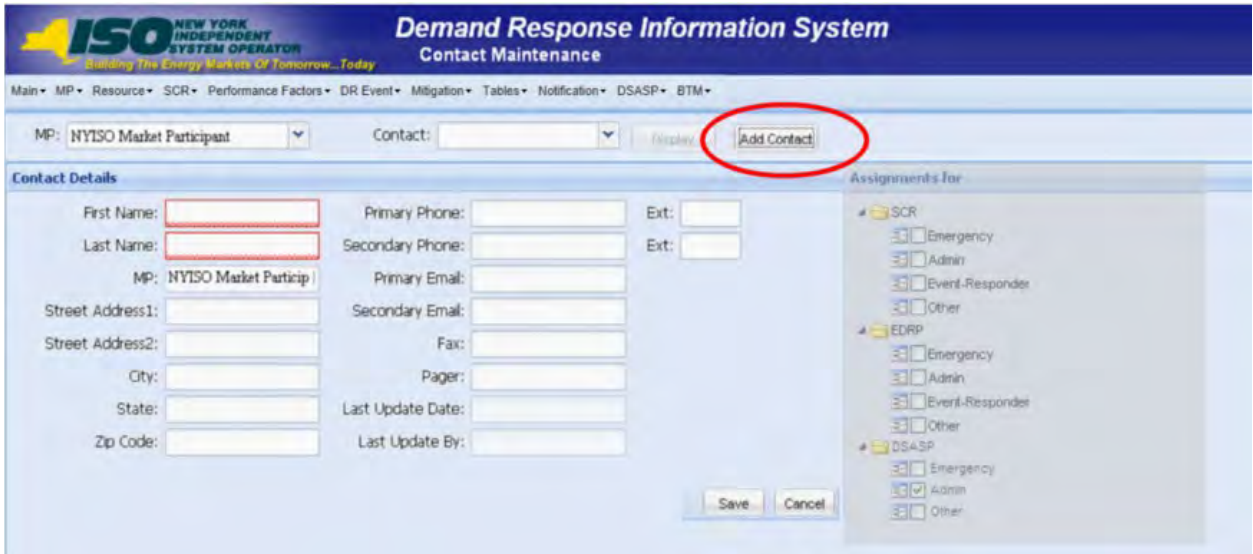 ISO NEW YORK INDEPENDENT SYSTEM OPERATOR
Building The Energy Markets Of Tomorrow...Today
Demand Response Information System
Contact Maintenance
Main MP Resource SCR Performance Factors DR Event Mitigation Tables Notification DSASP BTM
MP: NYISO Market Participant Contact: Display Add Contact
Contact Details
First Name: Primary Phone: Ext:
Last Name: Secondary Phone: Ext:
MP: NYISO Market Particip Primary Email:
Street Address1: Secondary Email:
Street Address2: Fax:
City: Pager:
State: Last Update Date:
Zip Code: Last Update By:
Save Cancel
Assignments for
SCR
Emergency
Admin
Event-Responder
Other
EDRP
Emergency
Admin
Event-Responder
Other
DSASP
Emergency
Admin
Other